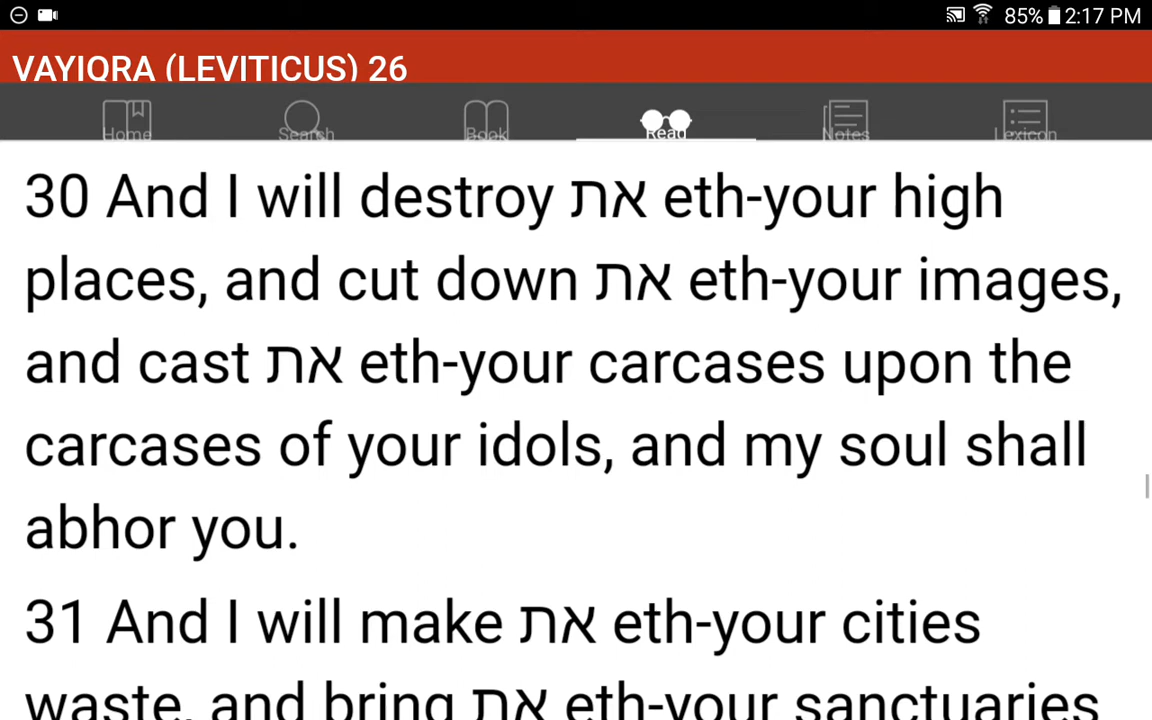 85% 2:17 PM
VAYIQRA (LEVITICUS) 26
Home Search Book Read Notes Lexicon
30 And I will destroy את eth-your high
places, and cut down את eth-your images,
and cast את eth-your carcases upon the
carcases of your idols, and my soul shall
abhor you.
31 And I will make את eth-your cities
waste, and bring את eth-your sanctuaries